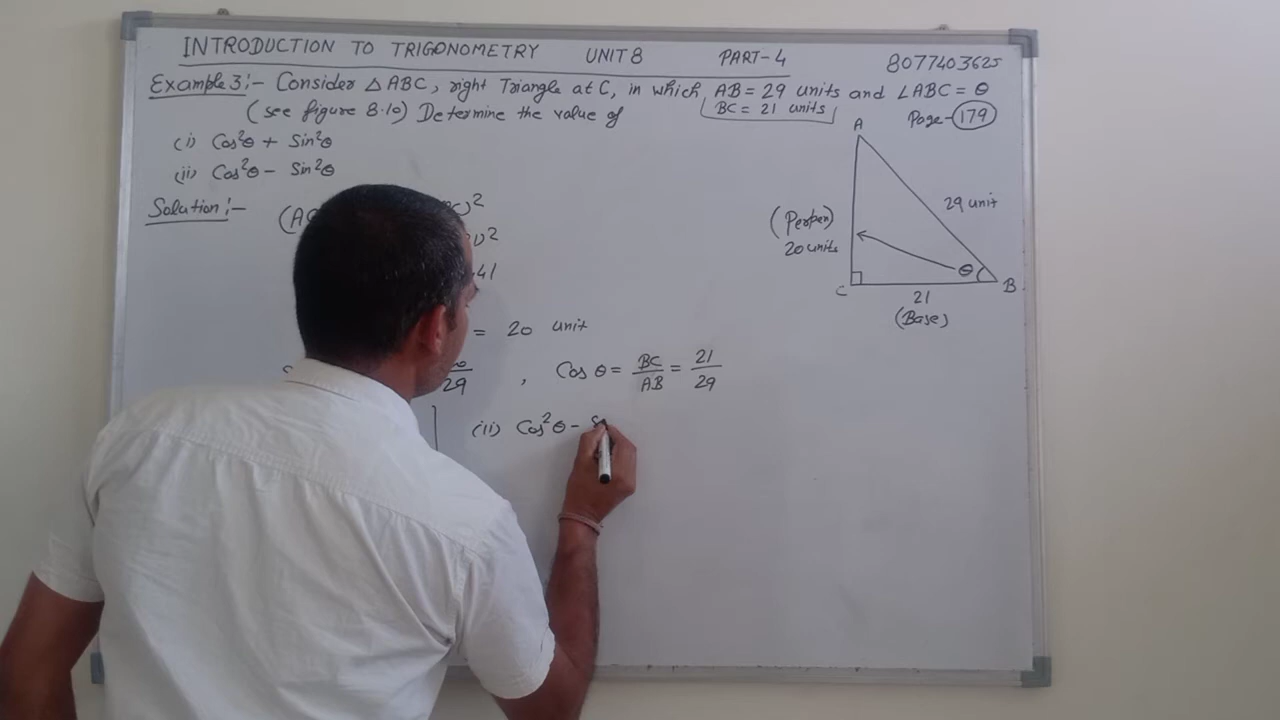 INTRODUCTION TO TRIGONOMETRY UNIT 8 PART-4 8077403625
Example 3:- Consider △ ABC, right Triangle at C, in which AB = 29 units and ∠ABC = θ
(see figure 8.10) Determine the value of BC = 21 units
Page-179
(i) Cos²θ + Sin²θ
(ii) Cos²θ - Sin²θ
Solution:-
= 20 unit
29 , Cos θ = BC/AB = 21/29
(ii) Cos²θ -
A
29 unit
(Perpen)
20 units
θ
C
B
21
(Base)